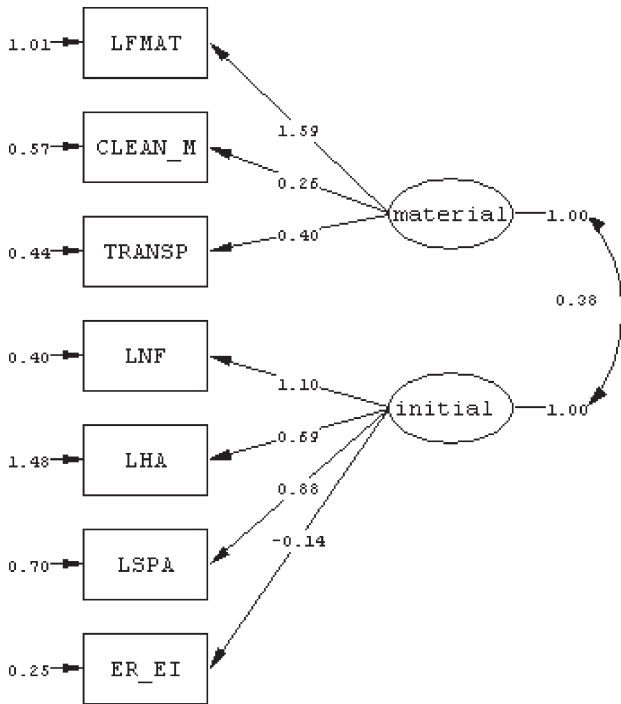 1.01
LFMAT
1.59
0.57
CLEAN_M
0.26
material
1.00
0.40
0.44
TRANSP
0.38
0.40
LNF
1.10
initial
1.00
0.69
1.48
LHA
0.88
-0.14
0.70
LSPA
0.25
ER_EI